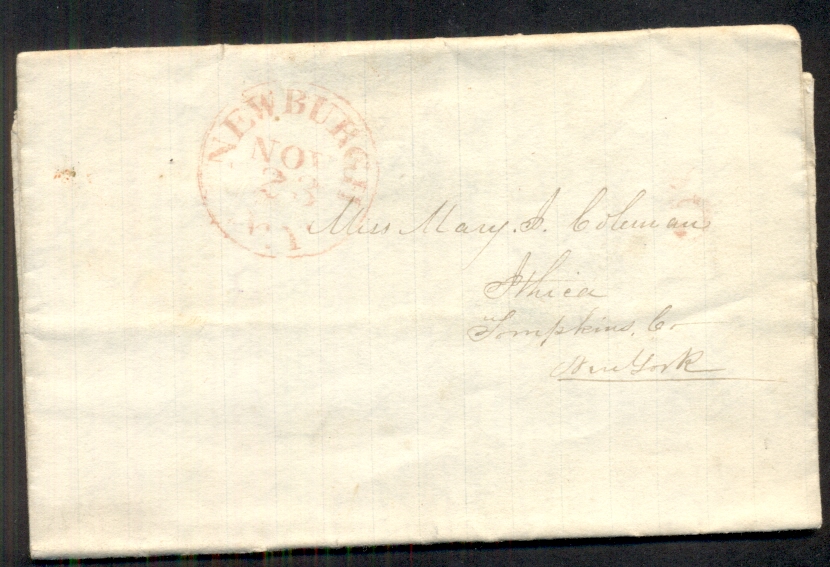 NEWBURGH
NOV
23
N.Y
Miss Mary. J. Coleman
Ithica
Tompkins, Co
New York